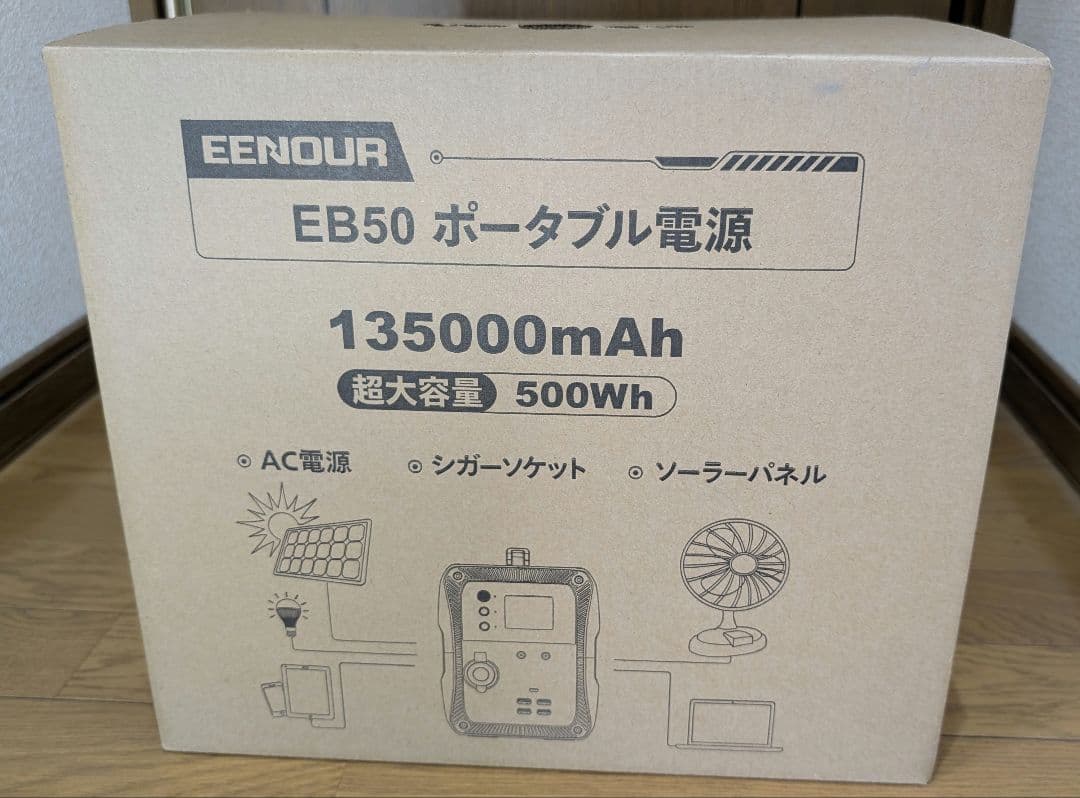 EENOUR
EB50 ポータブル電源
135000mAh
超大容量 500Wh
AC電源 シガーソケット ソーラーパネル